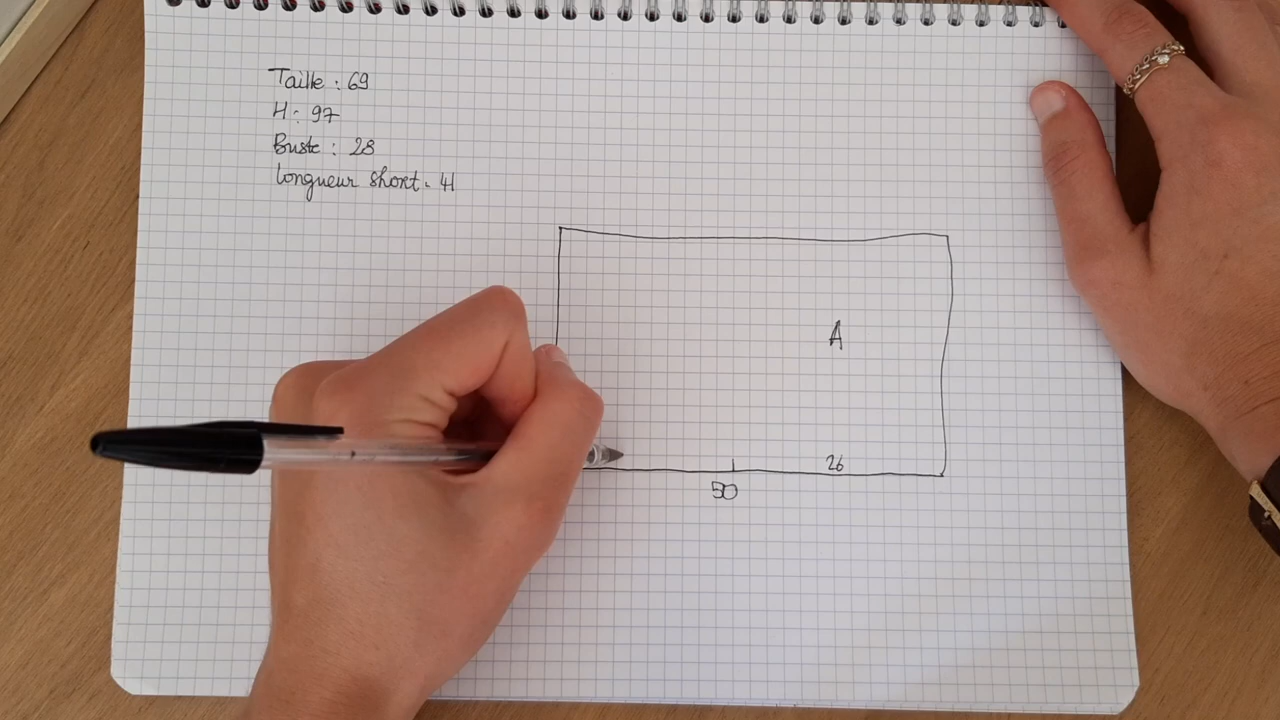 Taille : 69
H : 97
Buste : 28
longueur short : 41
A
26
50